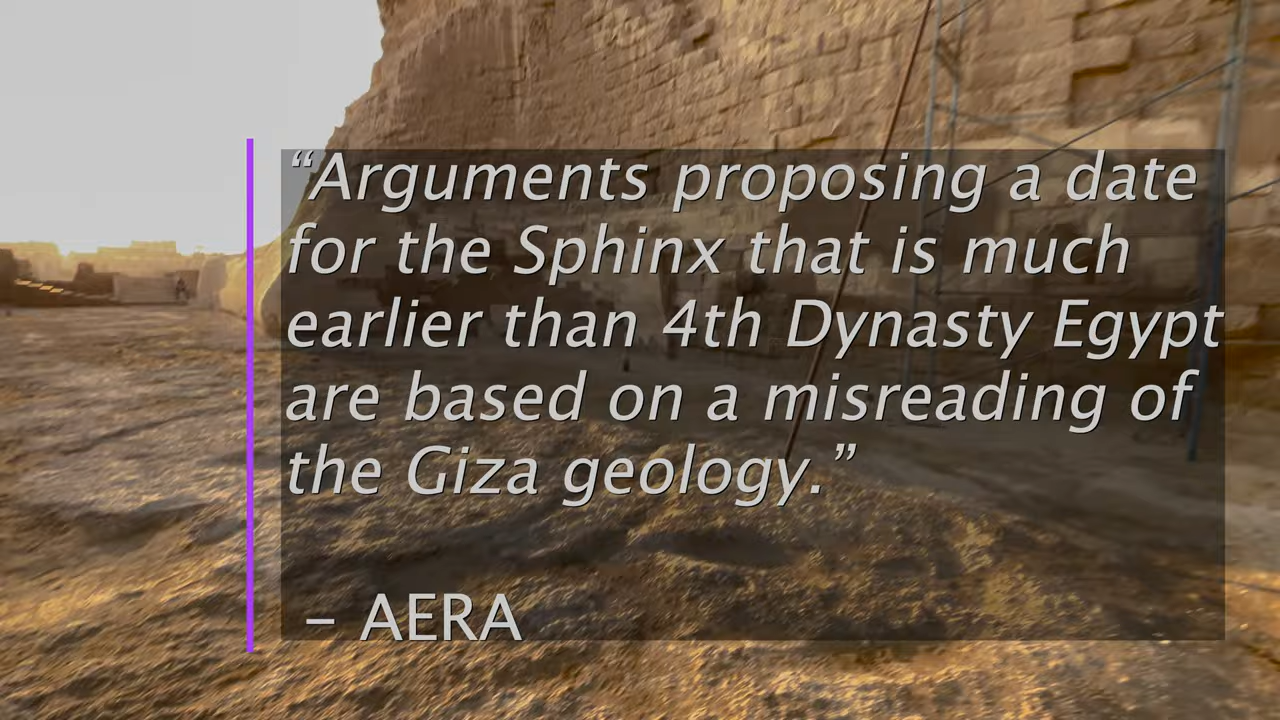 “Arguments proposing a date
for the Sphinx that is much
earlier than 4th Dynasty Egypt
are based on a misreading of
the Giza geology.”
– AERA